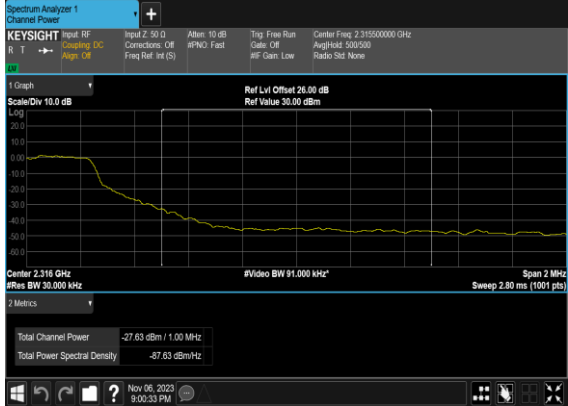 Spectrum Analyzer 1
Channel Power
+
KEYSIGHT
R T
LV
Input: RF
Coupling: DC
Align: Off
Input Z: 50 Ω
Corrections: Off
Freq Ref: Int (S)
Atten: 10 dB
#PNO: Fast
Trig: Free Run
Gate: Off
#IF Gain: Low
Center Freq: 2.315500000 GHz
Avg|Hold: 500/500
Radio Std: None
1 Graph
Scale/Div 10.0 dB
Ref Lvl Offset 26.00 dB
Ref Value 30.00 dBm
Log
20.0
10.0
0.00
-10.0
-20.0
-30.0
-40.0
-50.0
-60.0
Center 2.316 GHz
#Video BW 91.000 kHz*
Span 2 MHz
#Res BW 30.000 kHz
Sweep 2.80 ms (1001 pts)
2 Metrics
Total Channel Power -27.63 dBm / 1.00 MHz
Total Power Spectral Density -87.63 dBm/Hz
?
Nov 06, 2023
9:00:33 PM